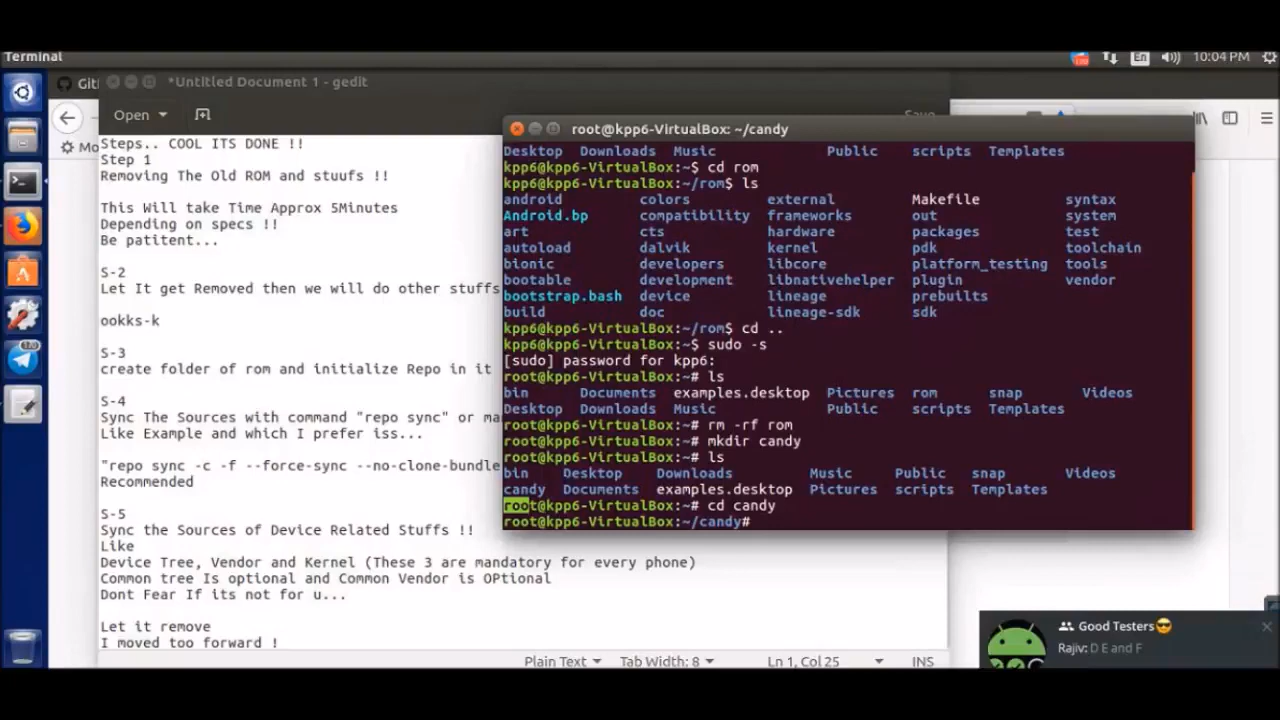 Terminal
En
10:04 PM
Git
*Untitled Document 1 - gedit
Open
Save
Mo
Steps.. COOL ITS DONE !!
Step 1
Removing The Old ROM and stuufs !!
This Will take Time Approx 5Minutes
Depending on specs !!
Be patitent...
S-2
Let It get Removed then we will do other stuffs
ookks-k
S-3
create folder of rom and initialize Repo in it
S-4
Sync The Sources with command "repo sync" or ma
Like Example and which I prefer iss...
"repo sync -c -f --force-sync --no-clone-bundle
Recommended
S-5
Sync the Sources of Device Related Stuffs !!
Like
Device Tree, Vendor and Kernel (These 3 are mandatory for every phone)
Common tree Is optional and Common Vendor is OPtional
Dont Fear If its not for u...
Let it remove
I moved too forward !
Plain Text Tab Width: 8 Ln 1, Col 25 INS
root@kpp6-VirtualBox: ~/candy
Desktop Downloads Music Public scripts Templates
kpp6@kpp6-VirtualBox:~$ cd rom
kpp6@kpp6-VirtualBox:~/rom$ ls
android colors external Makefile syntax
Android.bp compatibility frameworks out system
art cts hardware packages test
autoload dalvik kernel pdk toolchain
bionic developers libcore platform_testing tools
bootable development libnativehelper plugin vendor
bootstrap.bash device lineage prebuilts
build doc lineage-sdk sdk
kpp6@kpp6-VirtualBox:~/rom$ cd ..
kpp6@kpp6-VirtualBox:~$ sudo -s
[sudo] password for kpp6:
root@kpp6-VirtualBox:~# ls
bin Documents examples.desktop Pictures rom snap Videos
Desktop Downloads Music Public scripts Templates
root@kpp6-VirtualBox:~# rm -rf rom
root@kpp6-VirtualBox:~# mkdir candy
root@kpp6-VirtualBox:~# ls
bin Desktop Downloads Music Public snap Videos
candy Documents examples.desktop Pictures scripts Templates
root@kpp6-VirtualBox:~# cd candy
root@kpp6-VirtualBox:~/candy#
Good Testers😎
Rajiv: D E and F